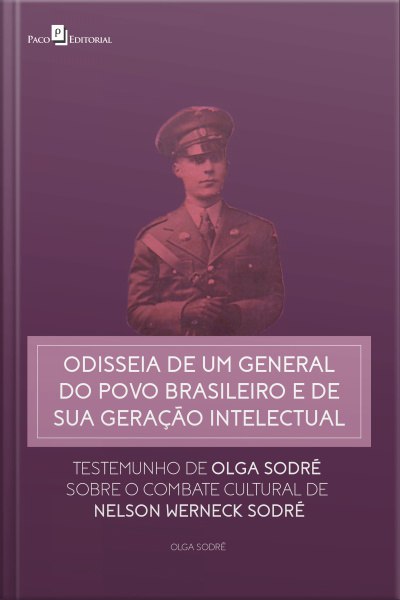 PACO EDITORIAL
ODISSEIA DE UM GENERAL
DO POVO BRASILEIRO E DE
SUA GERAÇÃO INTELECTUAL
TESTEMUNHO DE OLGA SODRÉ
SOBRE O COMBATE CULTURAL DE
NELSON WERNECK SODRÉ
OLGA SODRÉ